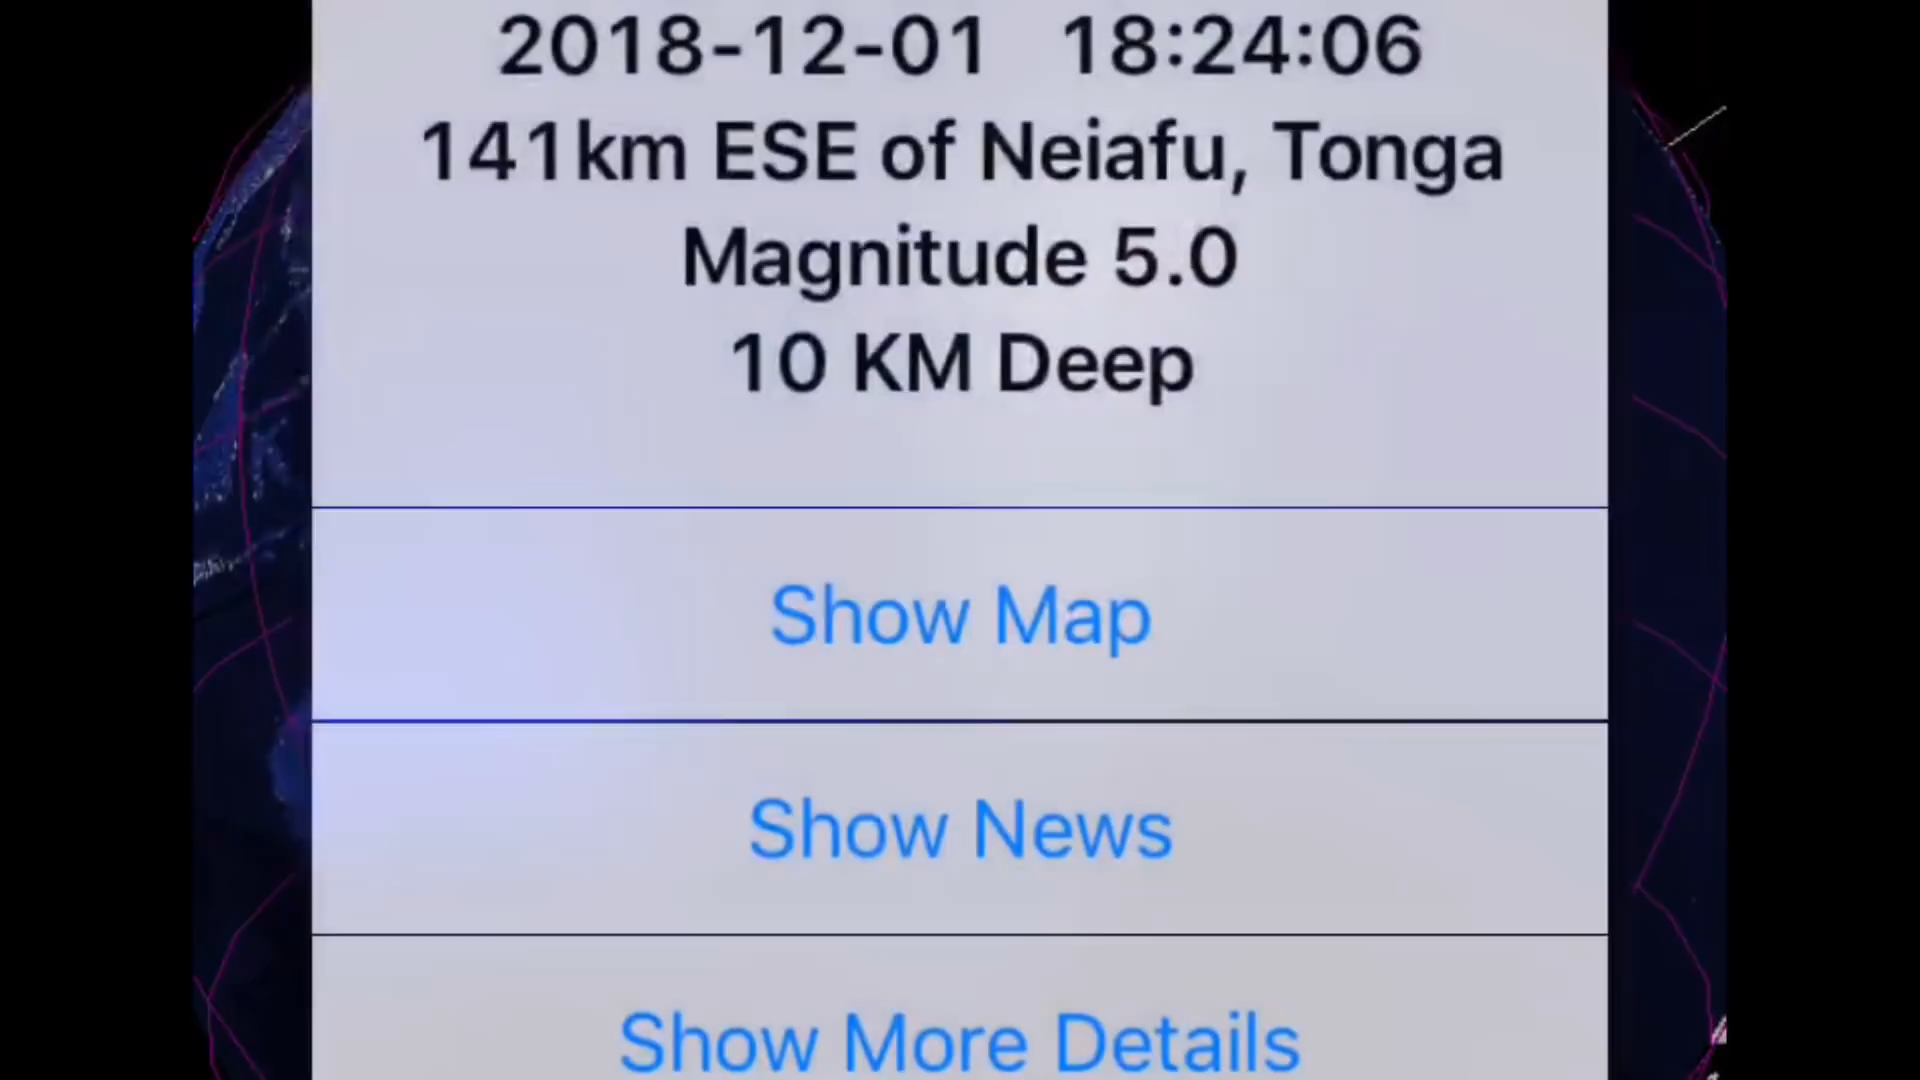 2018-12-01 18:24:06
141km ESE of Neiafu, Tonga
Magnitude 5.0
10 KM Deep
Show Map
Show News
Show More Details